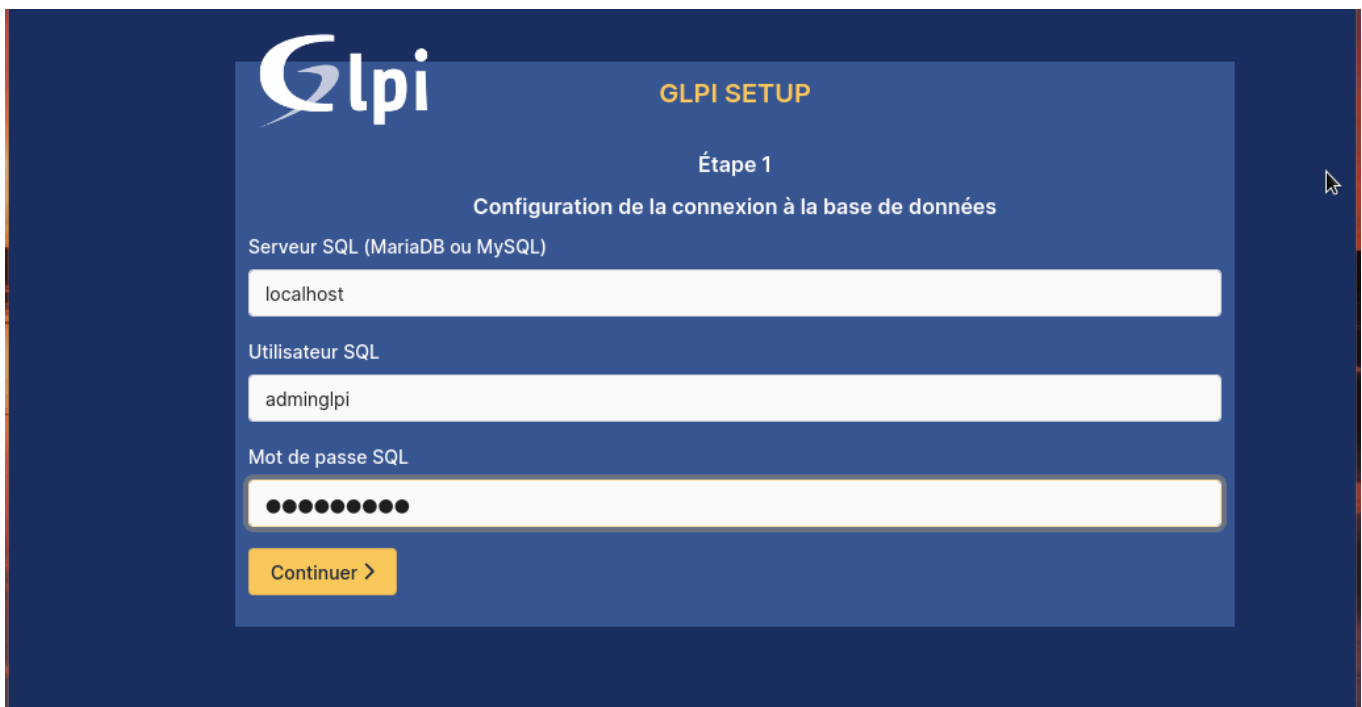 Glpi
GLPI SETUP
Étape 1
Configuration de la connexion à la base de données
Serveur SQL (MariaDB ou MySQL)
localhost
Utilisateur SQL
adminglpi
Mot de passe SQL
●●●●●●●●●
Continuer >